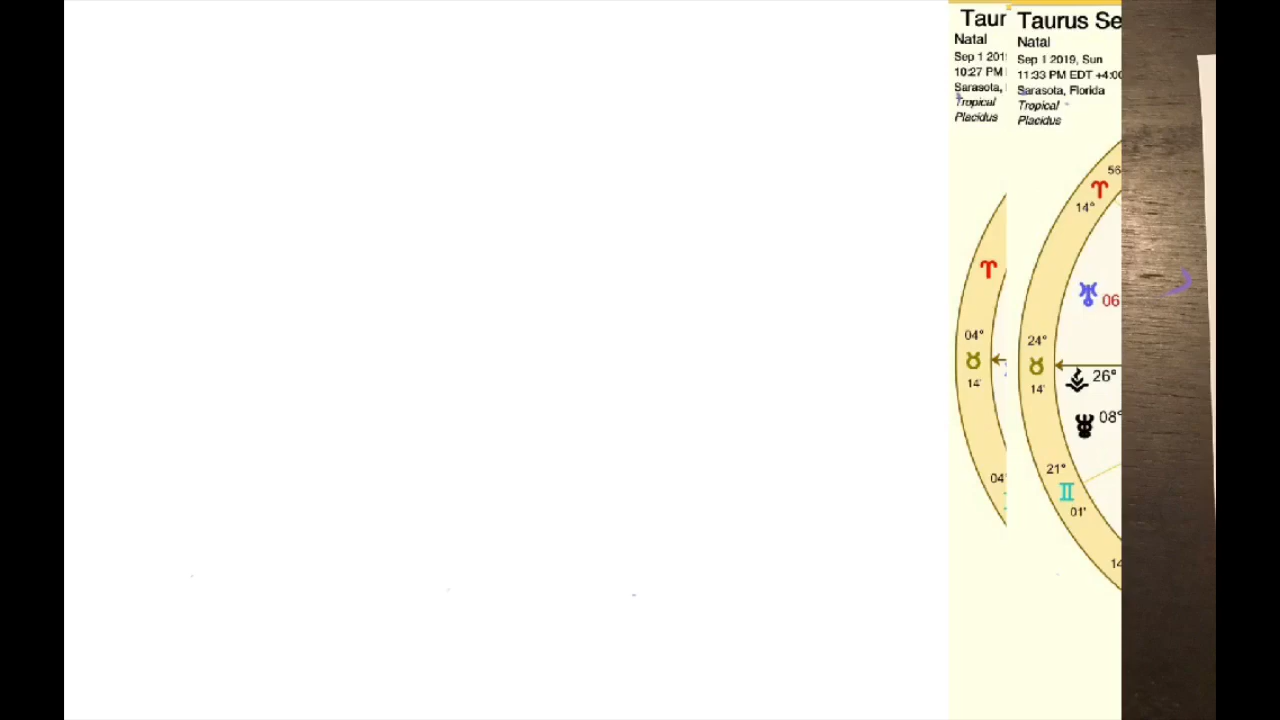 Taur
Natal
Sep 1 201
10:27 PM
Sarasota,
Tropical
Placidus
04°
14'
04°
Taurus Se
Natal
Sep 1 2019, Sun
11:33 PM EDT +4:00
Sarasota, Florida
Tropical
Placidus
56
14°
06
24°
14'
26°
08°
21°
01'
14